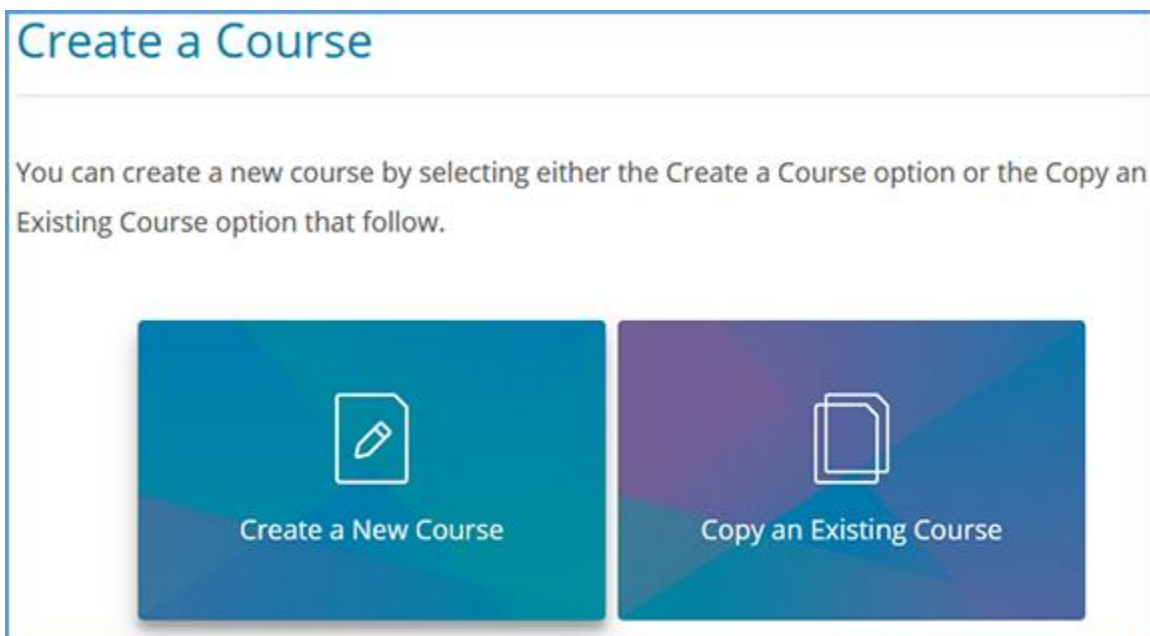 Create a Course
You can create a new course by selecting either the Create a Course option or the Copy an
Existing Course option that follow.
Create a New Course
Copy an Existing Course